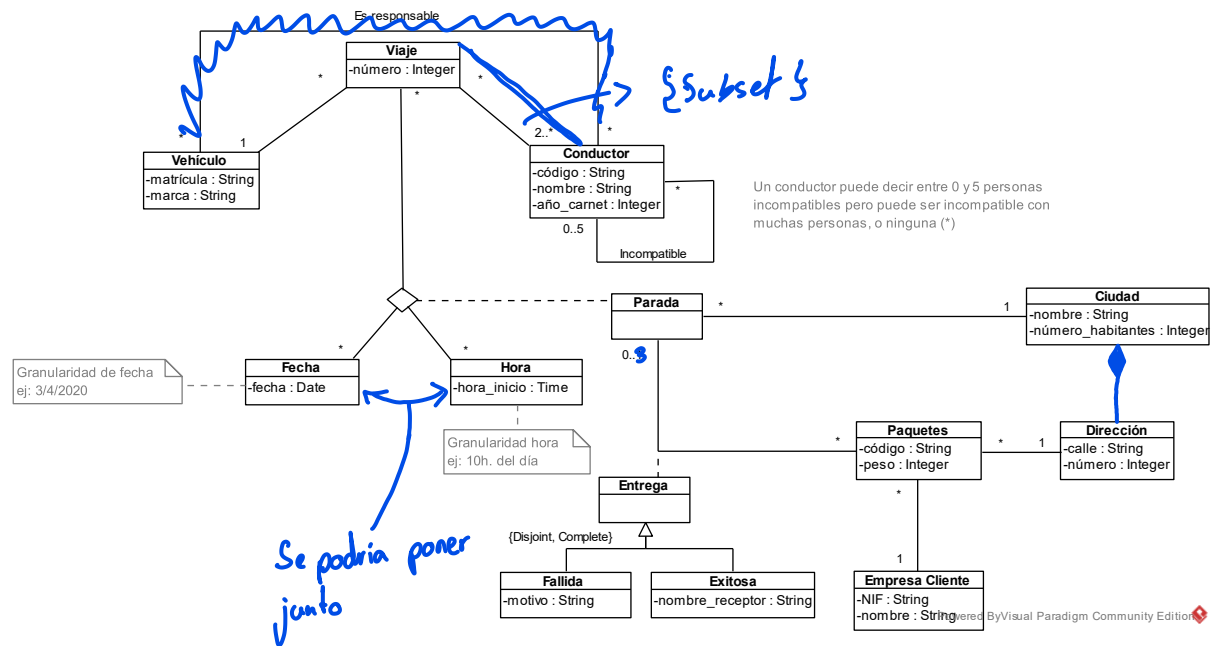 Es responsable
Viaje
-número : Integer
*
*
*
{Subset}
*
1
2..*
*
Vehículo
-matrícula : String
-marca : String
Conductor
-código : String
-nombre : String
-año_carnet : Integer
*
0..5
Incompatible
Un conductor puede decir entre 0 y 5 personas
incompatibles pero puede ser incompatible con
muchas personas, o ninguna (*)
Parada
*
1
Ciudad
-nombre : String
-número_habitantes : Integer
*
*
0..3
Granularidad de fecha
ej: 3/4/2020
Fecha
-fecha : Date
Hora
-hora_inicio : Time
Granularidad hora
ej: 10h. del día
*
Paquetes
-código : String
-peso : Integer
*
1
Dirección
-calle : String
-número : Integer
Entrega
*
Se podría poner
junto
{Disjoint, Complete}
1
Fallida
-motivo : String
Exitosa
-nombre_receptor : String
Empresa Cliente
-NIF : String
-nombre : String
Powered By Visual Paradigm Community Edition